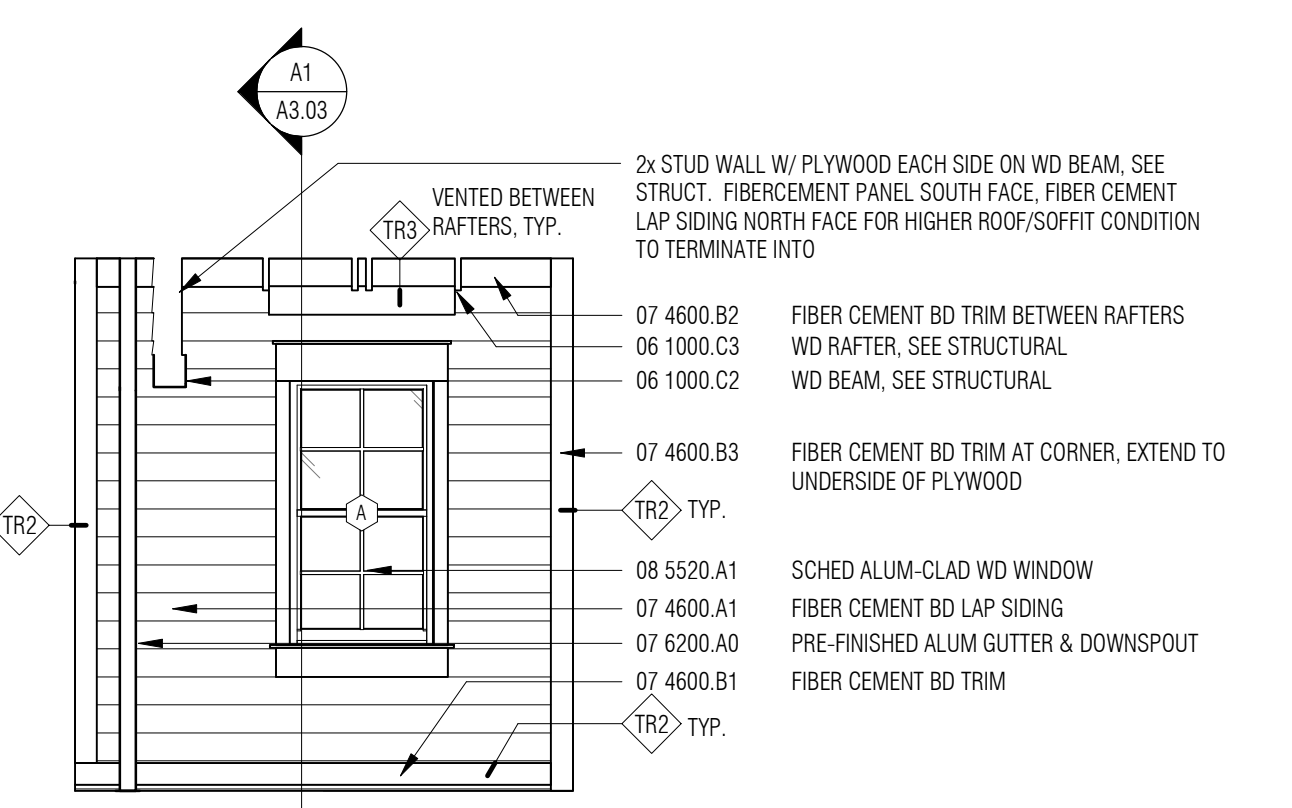 A1
A3.03
2x STUD WALL W/ PLYWOOD EACH SIDE ON WD BEAM, SEE
STRUCT. FIBERCEMENT PANEL SOUTH FACE, FIBER CEMENT
LAP SIDING NORTH FACE FOR HIGHER ROOF/SOFFIT CONDITION
TO TERMINATE INTO
VENTED BETWEEN
RAFTERS, TYP.
TR3
07 4600.B2 FIBER CEMENT BD TRIM BETWEEN RAFTERS
06 1000.C3 WD RAFTER, SEE STRUCTURAL
06 1000.C2 WD BEAM, SEE STRUCTURAL
07 4600.B3 FIBER CEMENT BD TRIM AT CORNER, EXTEND TO
UNDERSIDE OF PLYWOOD
TR2
A
TR2 TYP.
08 5520.A1 SCHED ALUM-CLAD WD WINDOW
07 4600.A1 FIBER CEMENT BD LAP SIDING
07 6200.A0 PRE-FINISHED ALUM GUTTER & DOWNSPOUT
07 4600.B1 FIBER CEMENT BD TRIM
TR2 TYP.